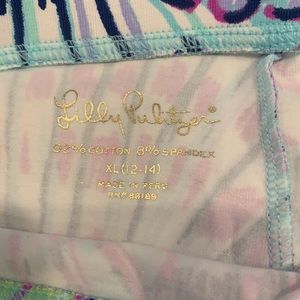 Lilly Pulitzer®
92% COTTON 8% SPANDEX
XL(12-14)
MADE IN PERU